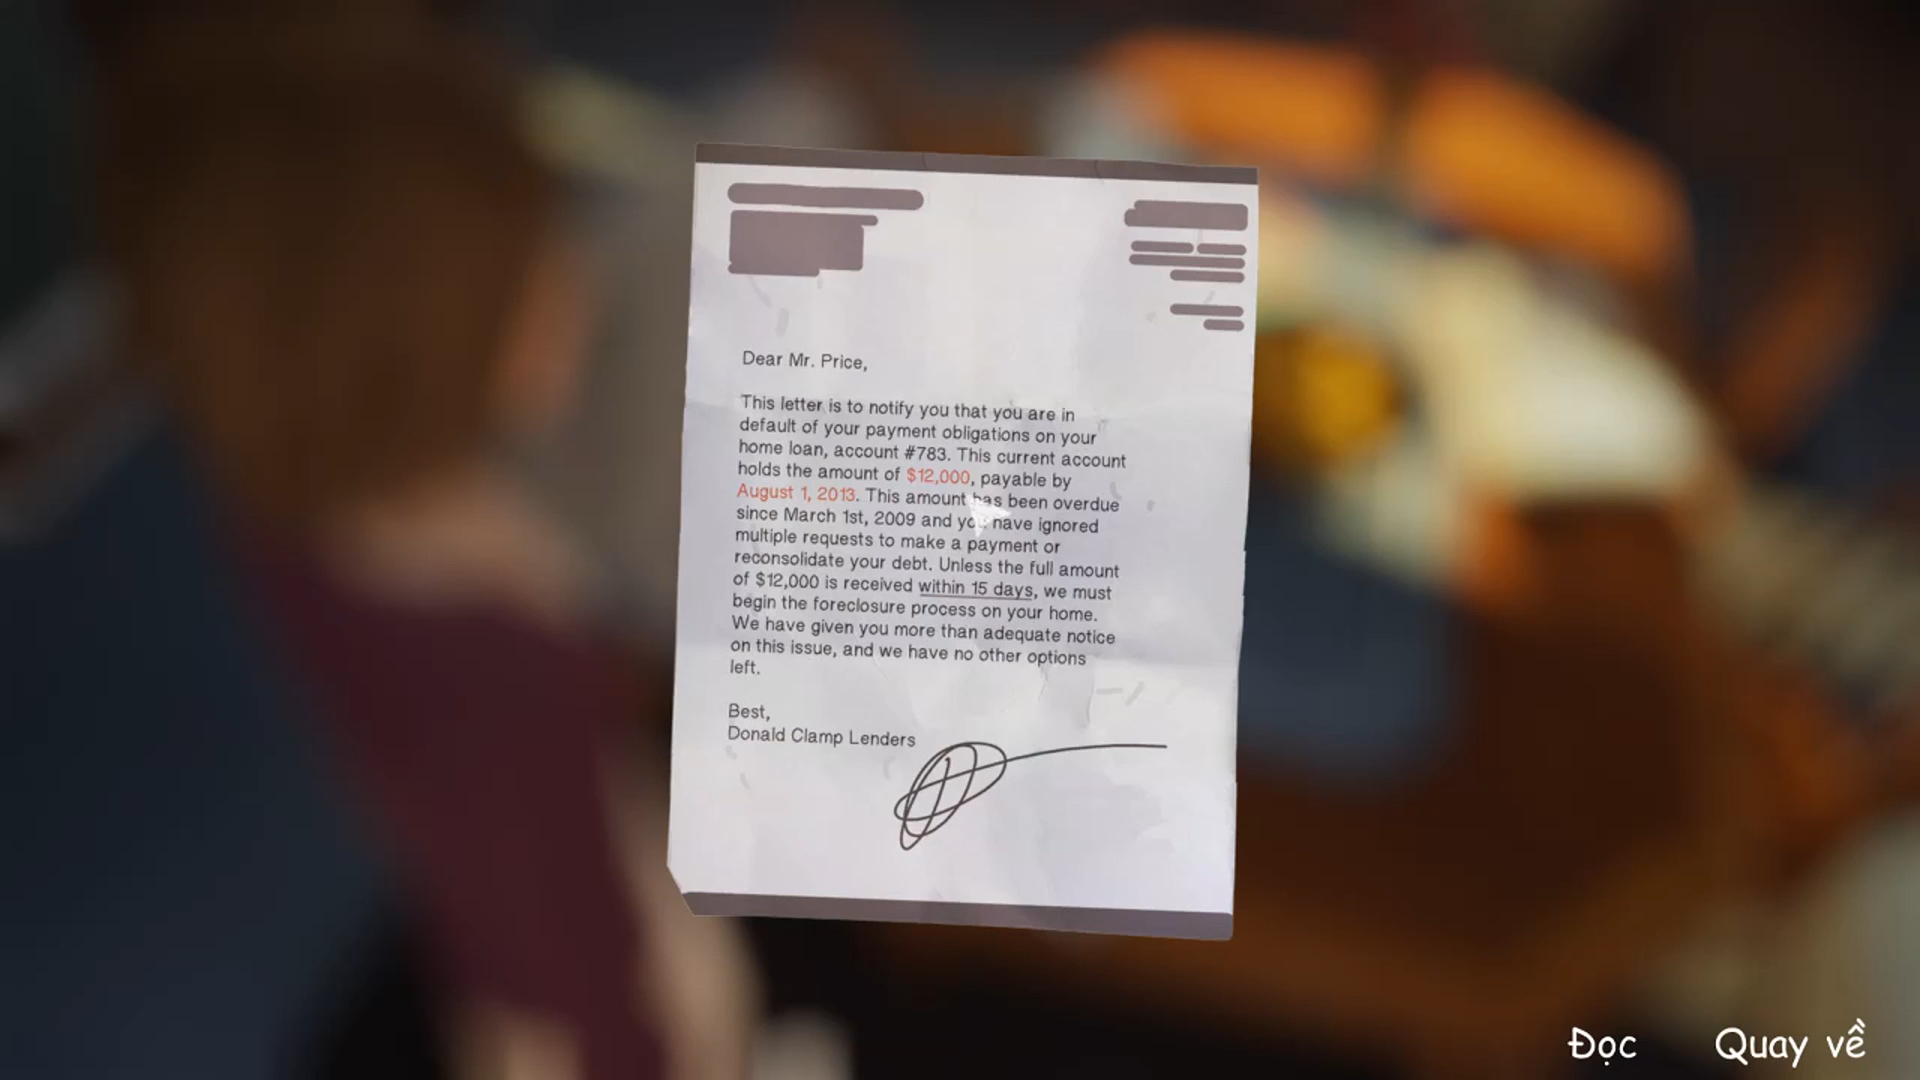 Dear Mr. Price,
This letter is to notify you that you are in
default of your payment obligations on your
home loan, account #783. This current account
holds the amount of $12,000, payable by
August 1, 2013. This amount has been overdue
since March 1st, 2009 and you have ignored
multiple requests to make a payment or
reconsolidate your debt. Unless the full amount
of $12,000 is received within 15 days, we must
begin the foreclosure process on your home.
We have given you more than adequate notice
on this issue, and we have no other options
left.
Best,
Donald Clamp Lenders
Đọc
Quay về